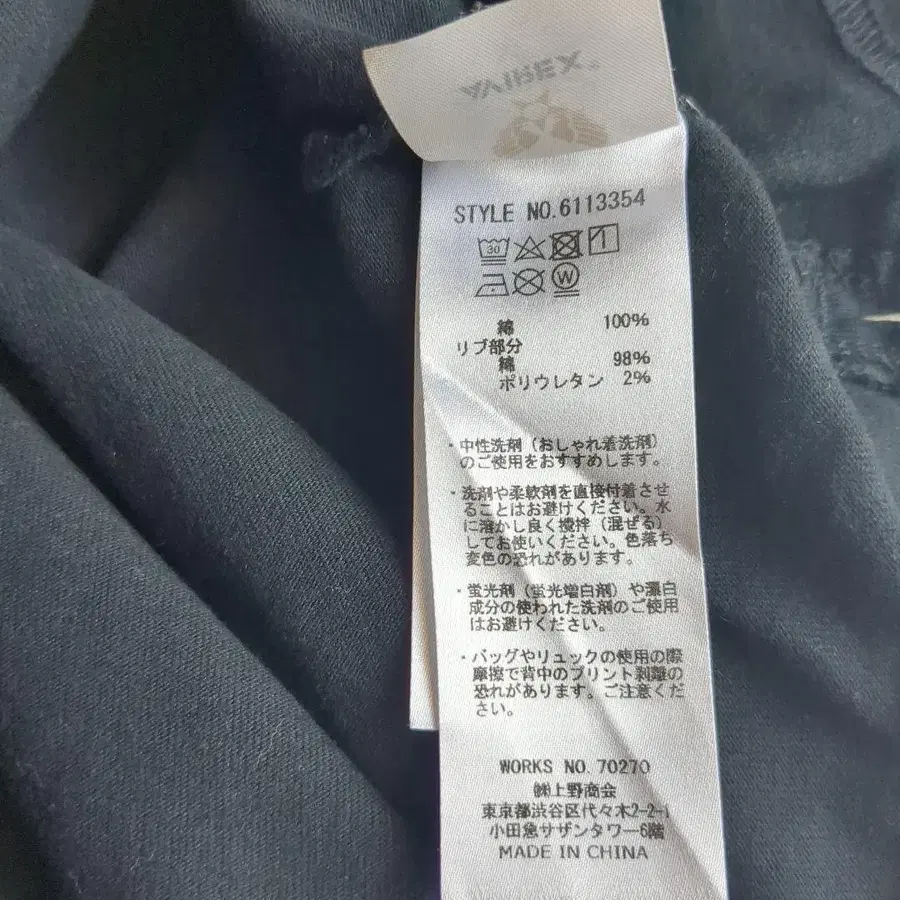 AVIREX
STYLE NO.6113354
30
W
綿 100%
リブ部分
綿 98%
ポリウレタン 2%
・中性洗剤（おしゃれ着洗剤）
のご使用をおすすめします。
・洗剤や柔軟剤を直接付着させ
ることはお避けください。水
に溶かし良く攪拌（混ぜる）
してお使いください。色落ち
変色の恐れがあります。
・蛍光剤（蛍光増白剤）や漂白
成分の使われた洗剤のご使用
はお避けください。
・バッグやリュックの使用の際
摩擦で背中のプリント剥離の
恐れがあります。ご注意くだ
さい。
WORKS NO. 70270
㈱上野商会
東京都渋谷区代々木2-2-1
小田急サザンタワー6階
MADE IN CHINA